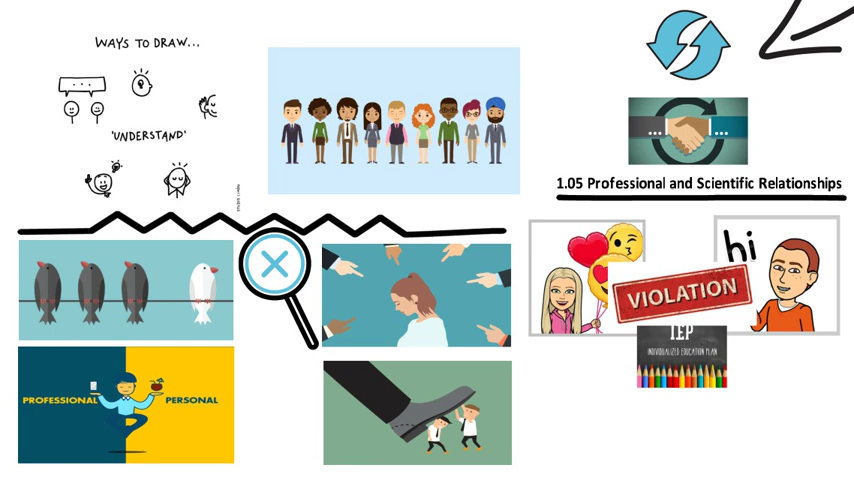 WAYS TO DRAW...
'UNDERSTAND'
1.05 Professional and Scientific Relationships
hi
VIOLATION
IEP
INDIVIDUALIZED EDUCATION PLAN
PROFESSIONAL
PERSONAL